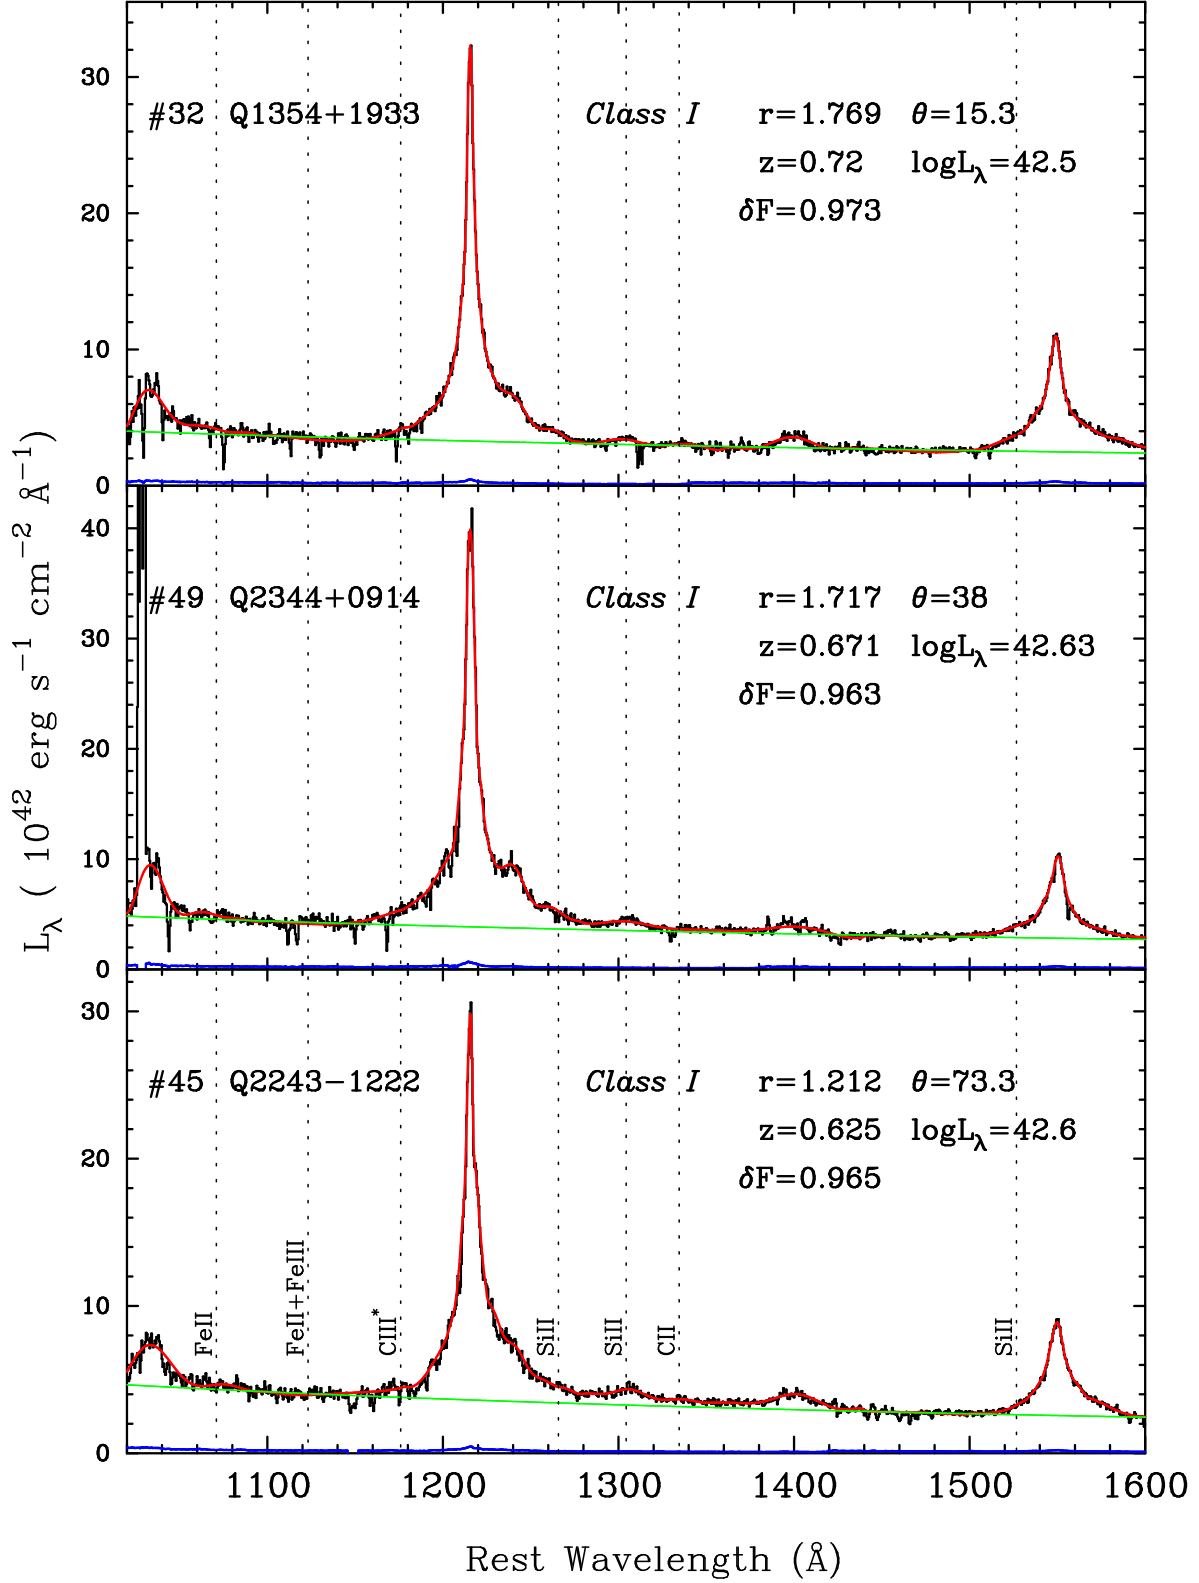 30
#32 Q1354+1933 Class I r=1.769 θ=15.3
z=0.72 logLλ=42.5
20
δF=0.973
10
0
40
#49 Q2344+0914 Class I r=1.717 θ=38
30
z=0.671 logLλ=42.63
δF=0.963
20
10
0
30
#45 Q2243−1222 Class I r=1.212 θ=73.3
z=0.625 logLλ=42.6
20
δF=0.965
10
FeII
FeII+FeIII
CIII*
SiII
SiII
CII
SiII
0
1100 1200 1300 1400 1500 1600
Rest Wavelength (Å)
Lλ ( 10⁴² erg s⁻¹ cm⁻² Å⁻¹)